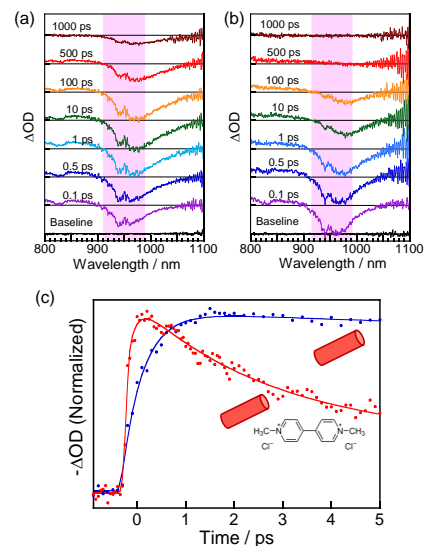 (a)
1000 ps
500 ps
100 ps
10 ps
1 ps
0.5 ps
0.1 ps
Baseline
ΔOD
800 900 1000 1100
Wavelength / nm
(b)
1000 ps
500 ps
100 ps
10 ps
1 ps
0.5 ps
0.1 ps
Baseline
ΔOD
800 900 1000 1100
Wavelength / nm
(c)
-ΔOD (Normalized)
H₃C-N⁺
N⁺-CH₃
Cl⁻
Cl⁻
0 1 2 3 4 5
Time / ps